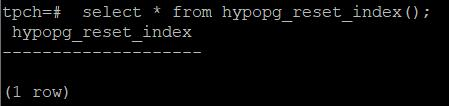 tpch=#  select * from hypopg_reset_index();
 hypopg_reset_index
--------------------
(1 row)